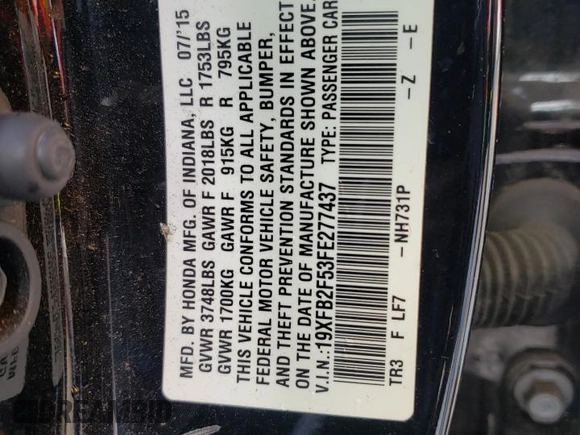 MFD. BY HONDA MFG. OF INDIANA, LLC 07/'15
GVWR 3748LBS GAWR F 2018LBS R 1753LBS
GVWR 1700KG GAWR F 915KG R 795KG
THIS VEHICLE CONFORMS TO ALL APPLICABLE
FEDERAL MOTOR VEHICLE SAFETY, BUMPER,
AND THEFT PREVENTION STANDARDS IN EFFECT
ON THE DATE OF MANUFACTURE SHOWN ABOVE.
V.I.N.:19XFB2F53FE277437 TYPE: PASSENGER CAR
TR3 F LF7 -NH731P -Z -E
DREAMBID